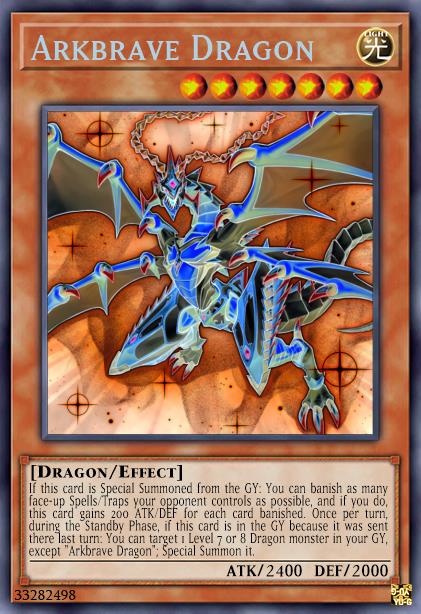 ARKBRAVE DRAGON
LIGHT
光
[DRAGON/EFFECT]
If this card is Special Summoned from the GY: You can banish as many
face-up Spells/Traps your opponent controls as possible, and if you do,
this card gains 200 ATK/DEF for each card banished. Once per turn,
during the Standby Phase, if this card is in the GY because it was sent
there last turn: You can target 1 Level 7 or 8 Dragon monster in your GY,
except "Arkbrave Dragon"; Special Summon it.
ATK/2400 DEF/2000
33282498